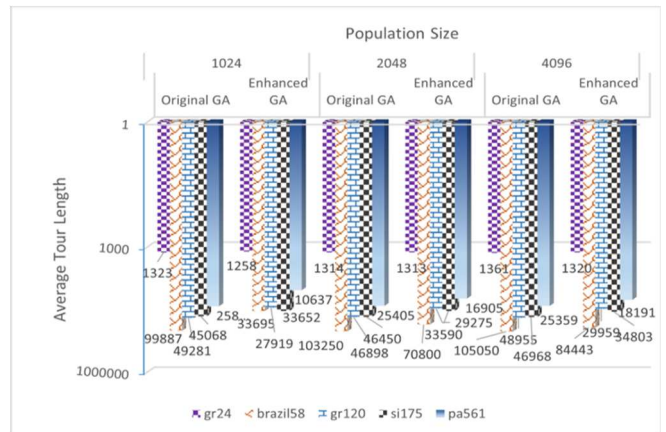 Population Size
1024 2048 4096
Original GA Enhanced GA Original GA Enhanced GA Original GA Enhanced GA
Average Tour Length
1
1000
1000000
1323 1258 1314 1313 1361 1320
99887 49281 45068 258...
33695 27919 33652 10637
103250 46898 46450 25405
70800 33590 29275 16905
105050 48955 46968 25359
84443 29959 34803 18191
gr24 brazil58 gr120 si175 pa561